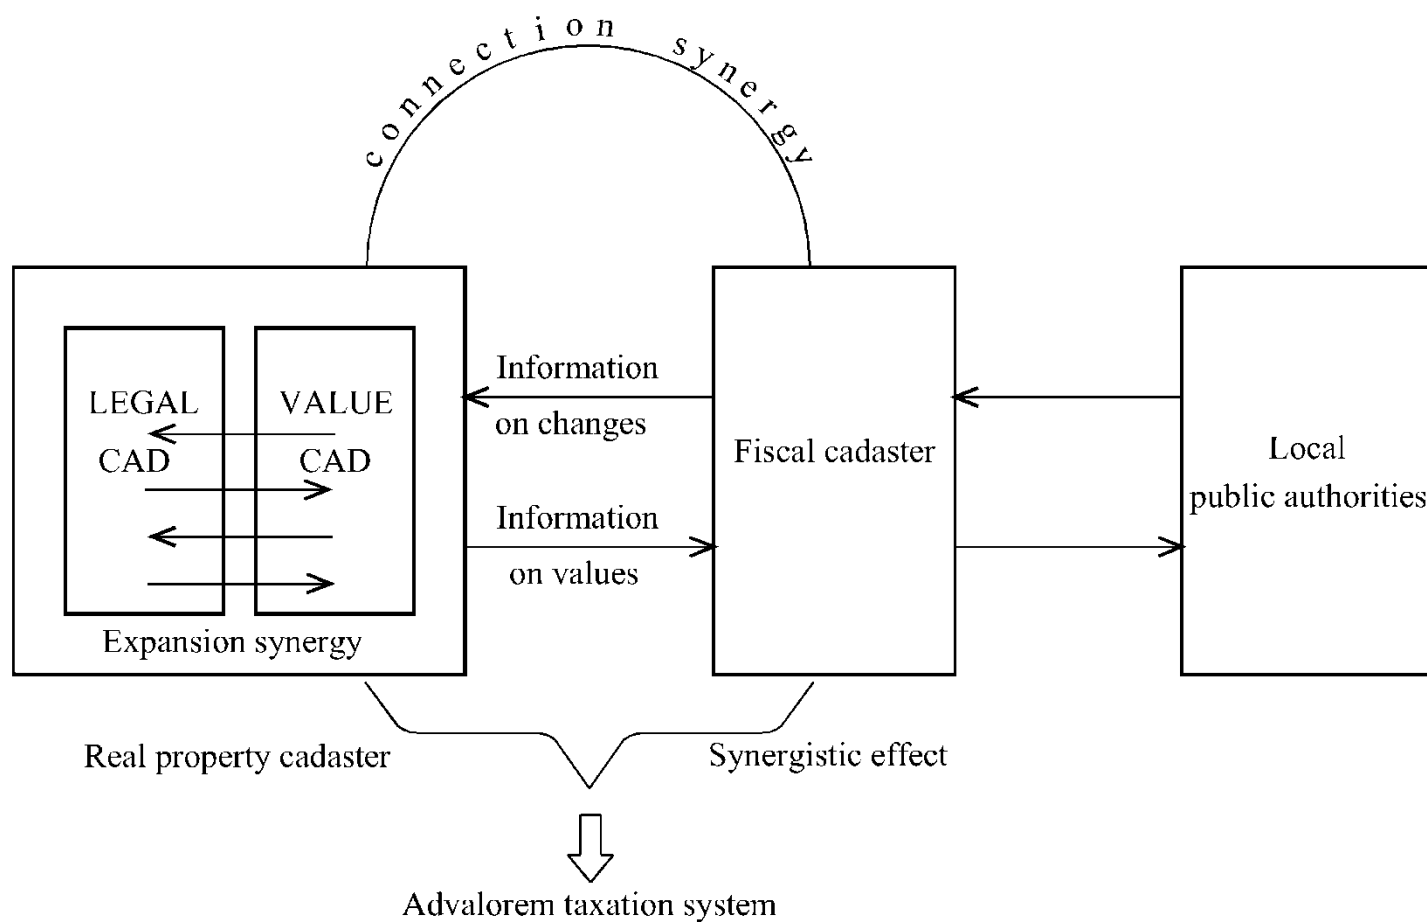 connection synergy
Information
on changes
LEGAL
CAD
VALUE
CAD
Fiscal cadaster
Local
public authorities
Information
on values
Expansion synergy
Real property cadaster
Synergistic effect
Advalorem taxation system